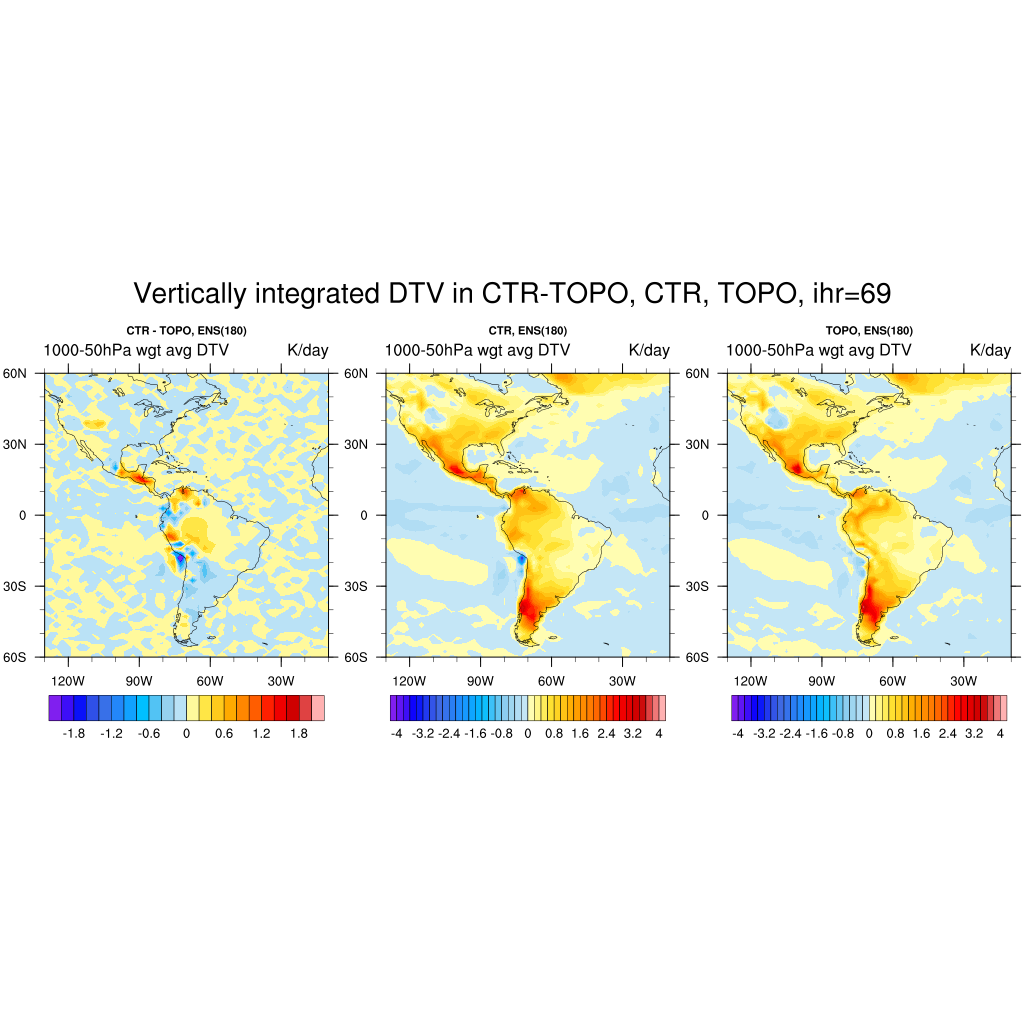 Vertically integrated DTV in CTR-TOPO, CTR, TOPO, ihr=69
CTR - TOPO, ENS(180)
1000-50hPa wgt avg DTV K/day
60N
30N
0
30S
60S
120W 90W 60W 30W
-1.8 -1.2 -0.6 0 0.6 1.2 1.8
CTR, ENS(180)
1000-50hPa wgt avg DTV K/day
60N
30N
0
30S
60S
120W 90W 60W 30W
-4 -3.2 -2.4 -1.6 -0.8 0 0.8 1.6 2.4 3.2 4
TOPO, ENS(180)
1000-50hPa wgt avg DTV K/day
60N
30N
0
30S
60S
120W 90W 60W 30W
-4 -3.2 -2.4 -1.6 -0.8 0 0.8 1.6 2.4 3.2 4